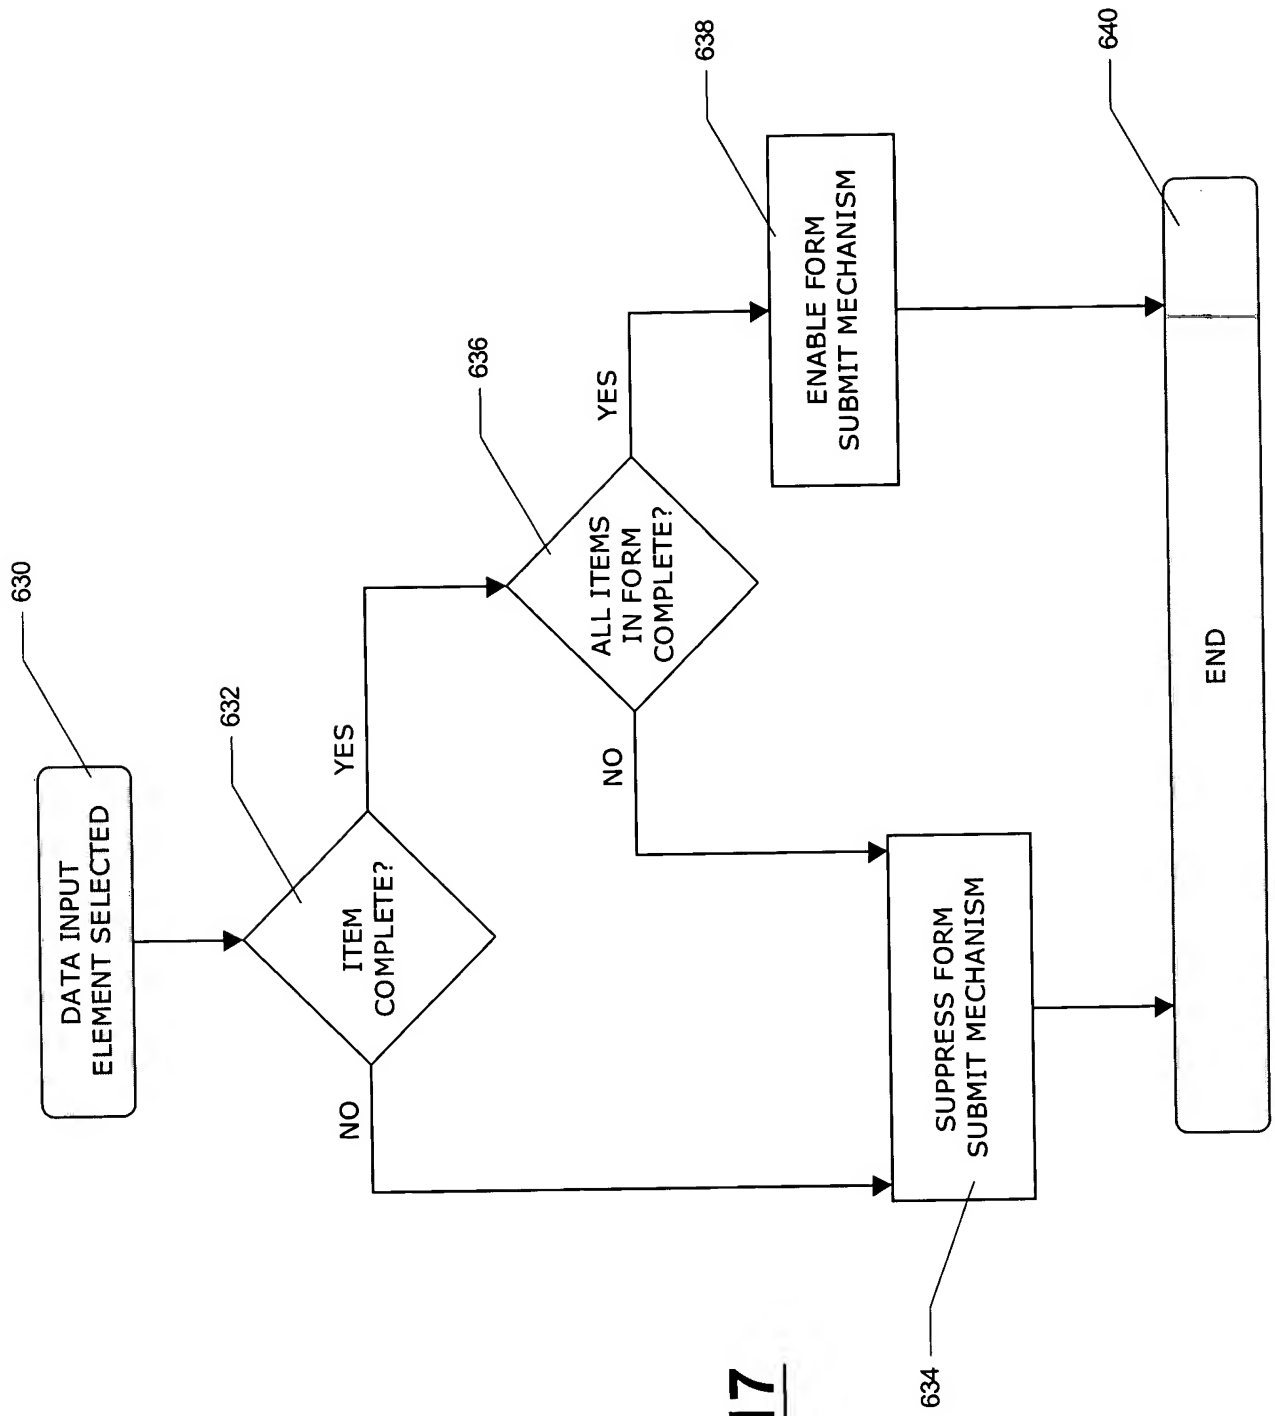 630
DATA INPUT
ELEMENT SELECTED
632
ITEM
COMPLETE?
YES
NO
636
ALL ITEMS
IN FORM
COMPLETE?
YES
NO
638
ENABLE FORM
SUBMIT MECHANISM
634
SUPPRESS FORM
SUBMIT MECHANISM
640
END
17